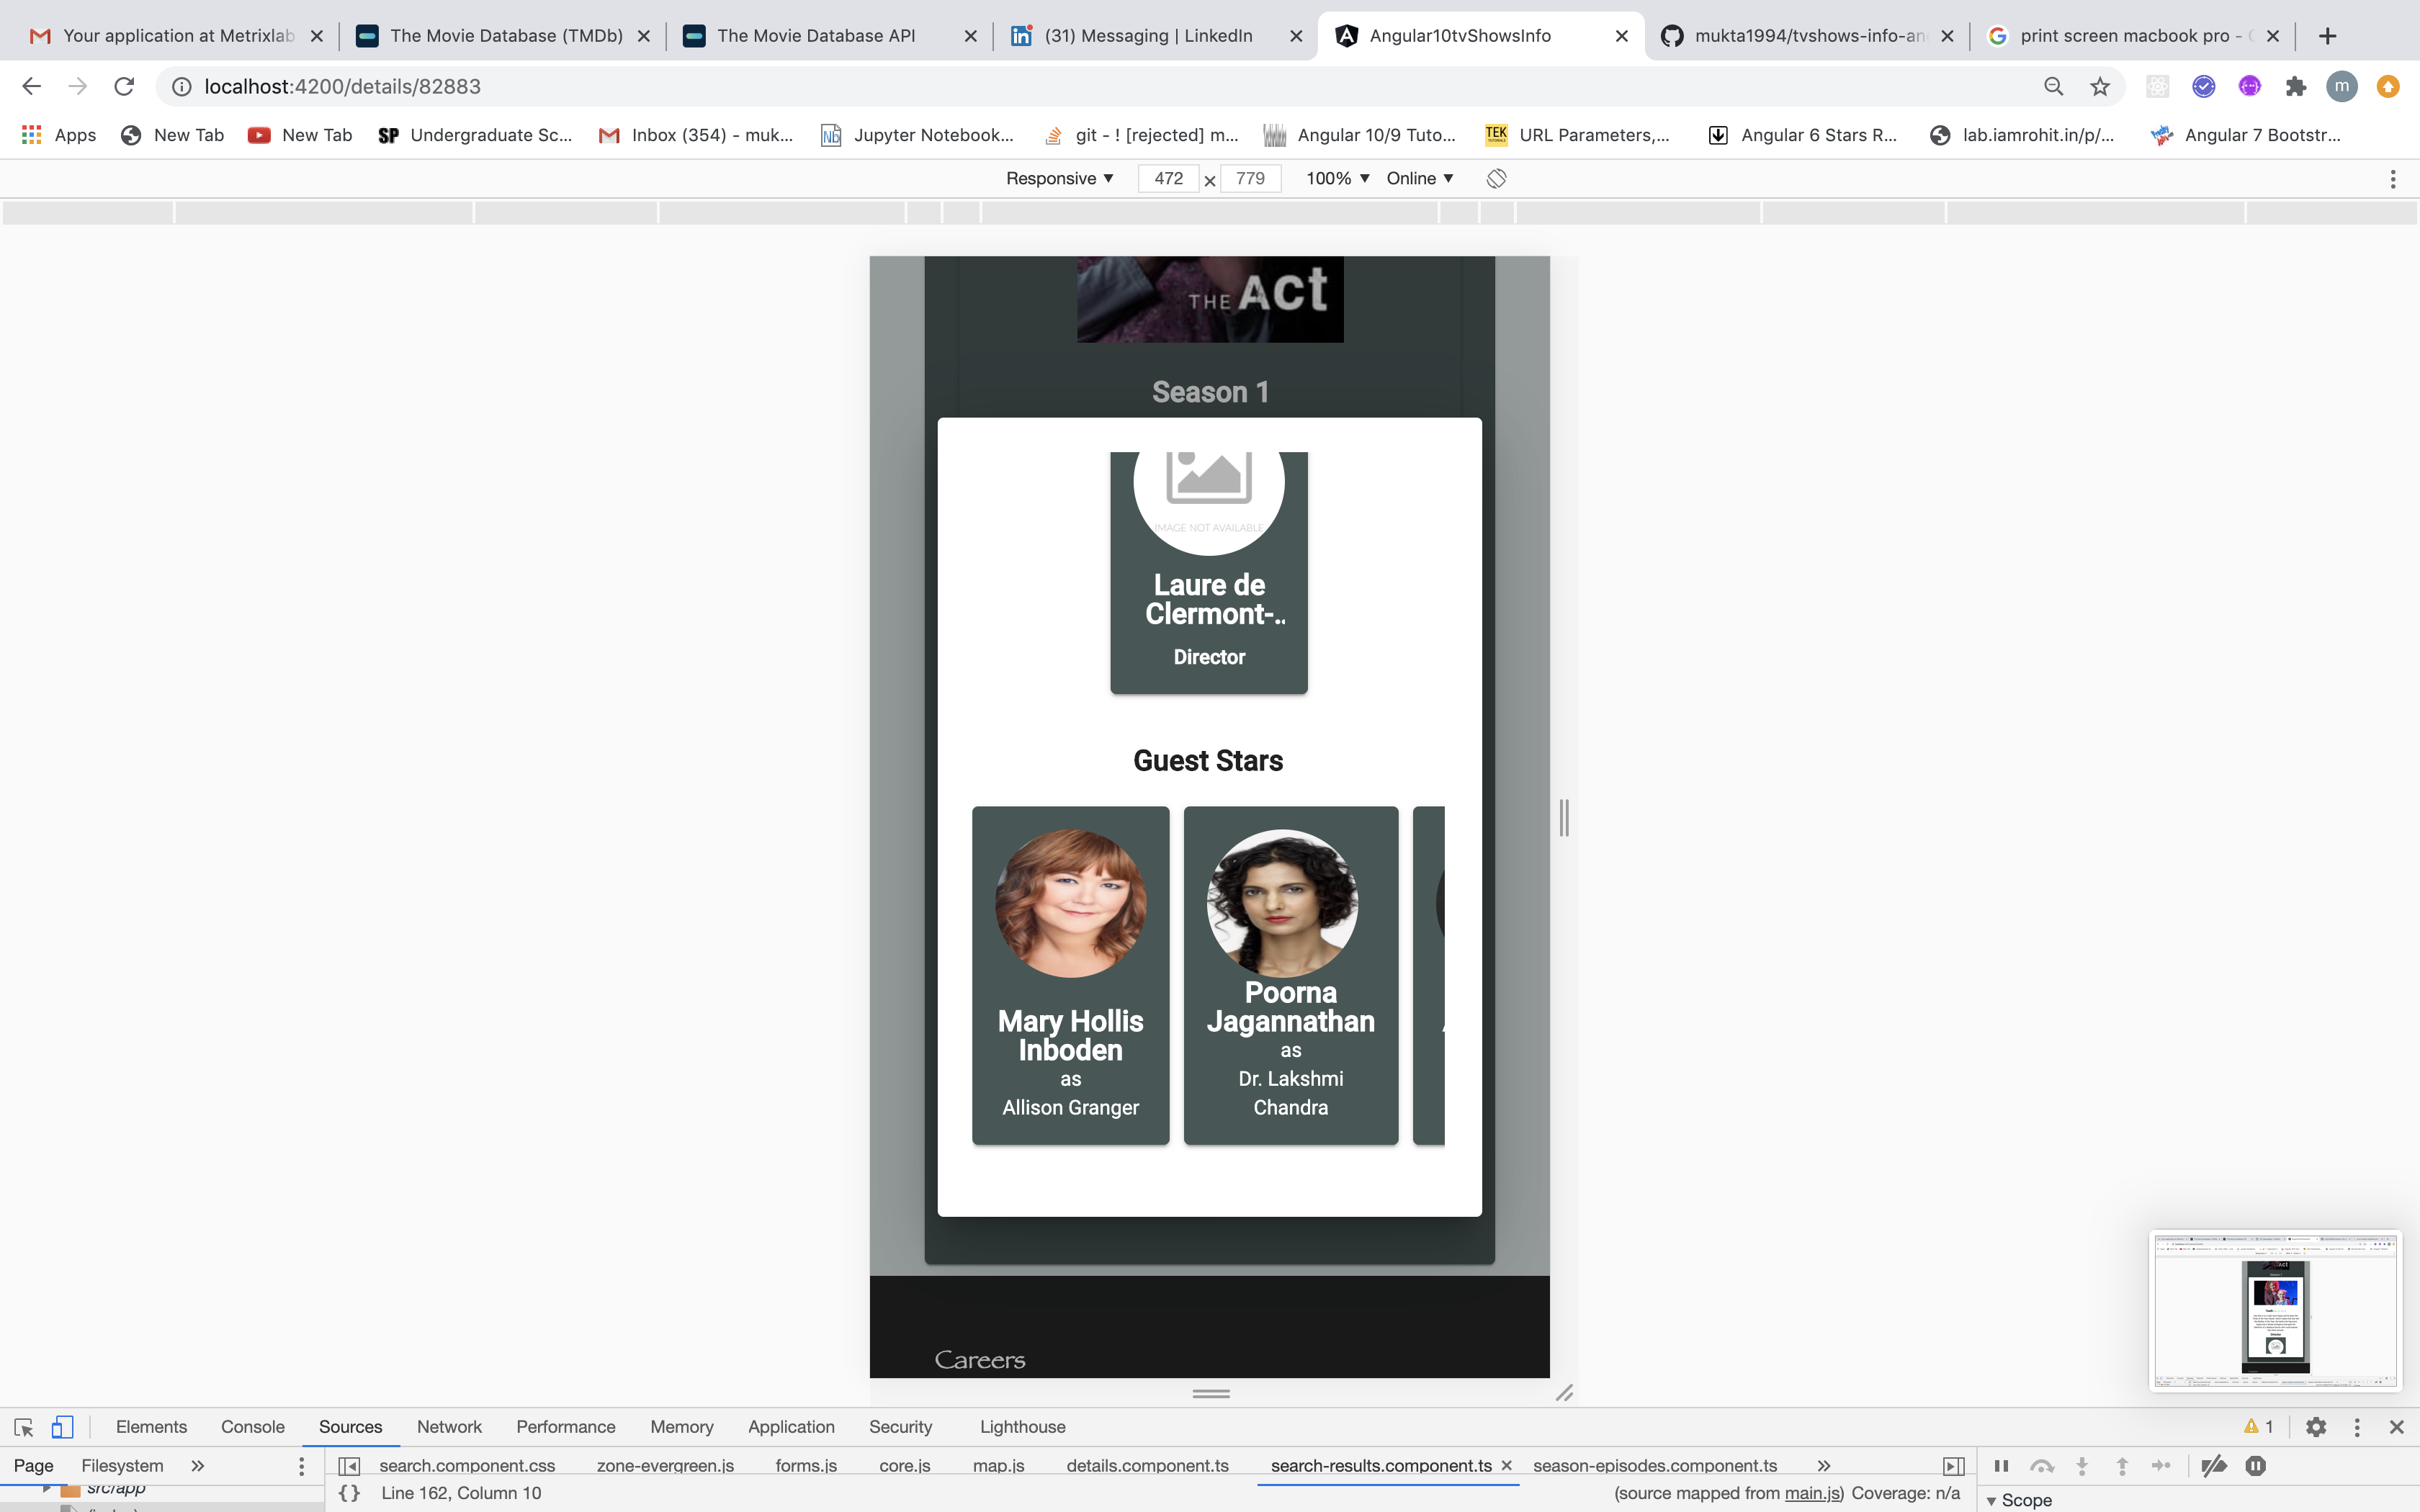 Your application at Metrixlab
The Movie Database (TMDb)
The Movie Database API
(31) Messaging | LinkedIn
Angular10tvShowsInfo
mukta1994/tvshows-info-an
print screen macbook pro -
localhost:4200/details/82883
m
Apps
New Tab
New Tab
SP Undergraduate Sc...
Inbox (354) - muk...
Nb Jupyter Notebook...
git - ! [rejected] m...
Angular 10/9 Tuto...
TEK URL Parameters,...
Angular 6 Stars R...
lab.iamrohit.in/p/...
Angular 7 Bootstr...
Responsive 472 x 779 100% Online
THE Act
Season 1
IMAGE NOT AVAILABLE
Laure de
Clermont-..
Director
Guest Stars
Mary Hollis
Inboden
as
Allison Granger
Poorna
Jagannathan
as
Dr. Lakshmi
Chandra
Careers
Elements Console Sources Network Performance Memory Application Security Lighthouse 1
Page Filesystem » search.component.css zone-evergreen.js forms.js core.js map.js details.component.ts search-results.component.ts season-episodes.component.ts »
src/app
{} Line 162, Column 10 (source mapped from main.js) Coverage: n/a
Scope